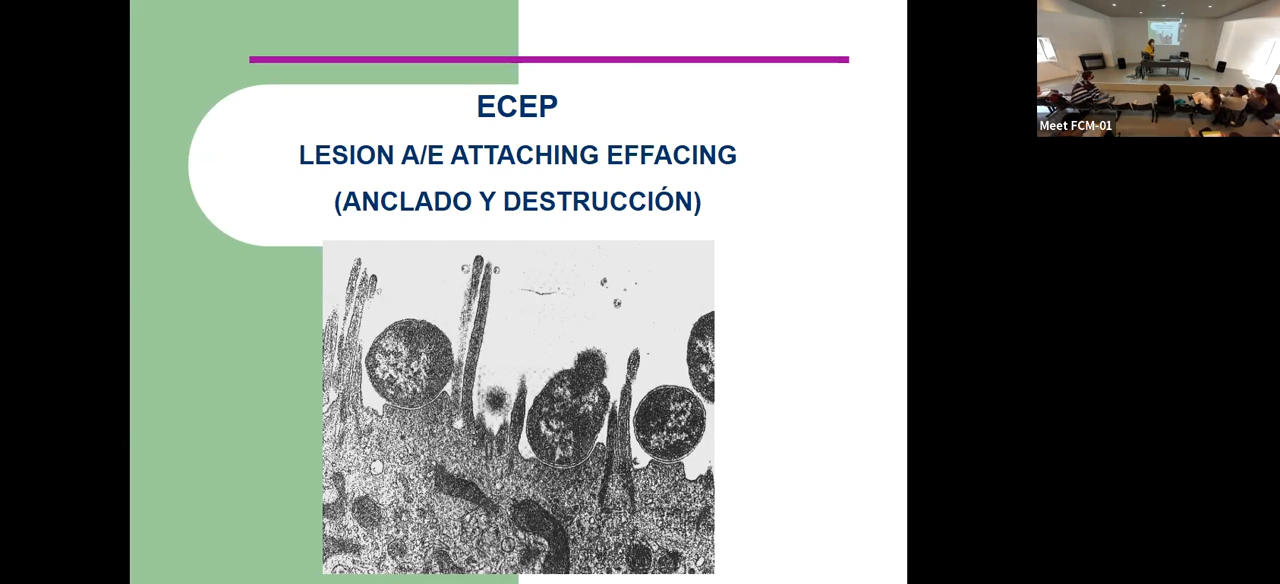 ECEP
LESION A/E ATTACHING EFFACING
(ANCLADO Y DESTRUCCIÓN)
Meet FCM-01